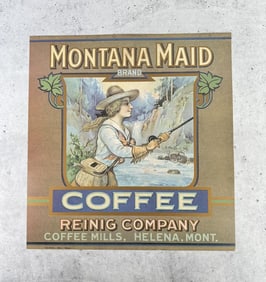 MONTANA MAID
BRAND
COFFEE
REINIG COMPANY
COFFEE MILLS, HELENA, MONT.